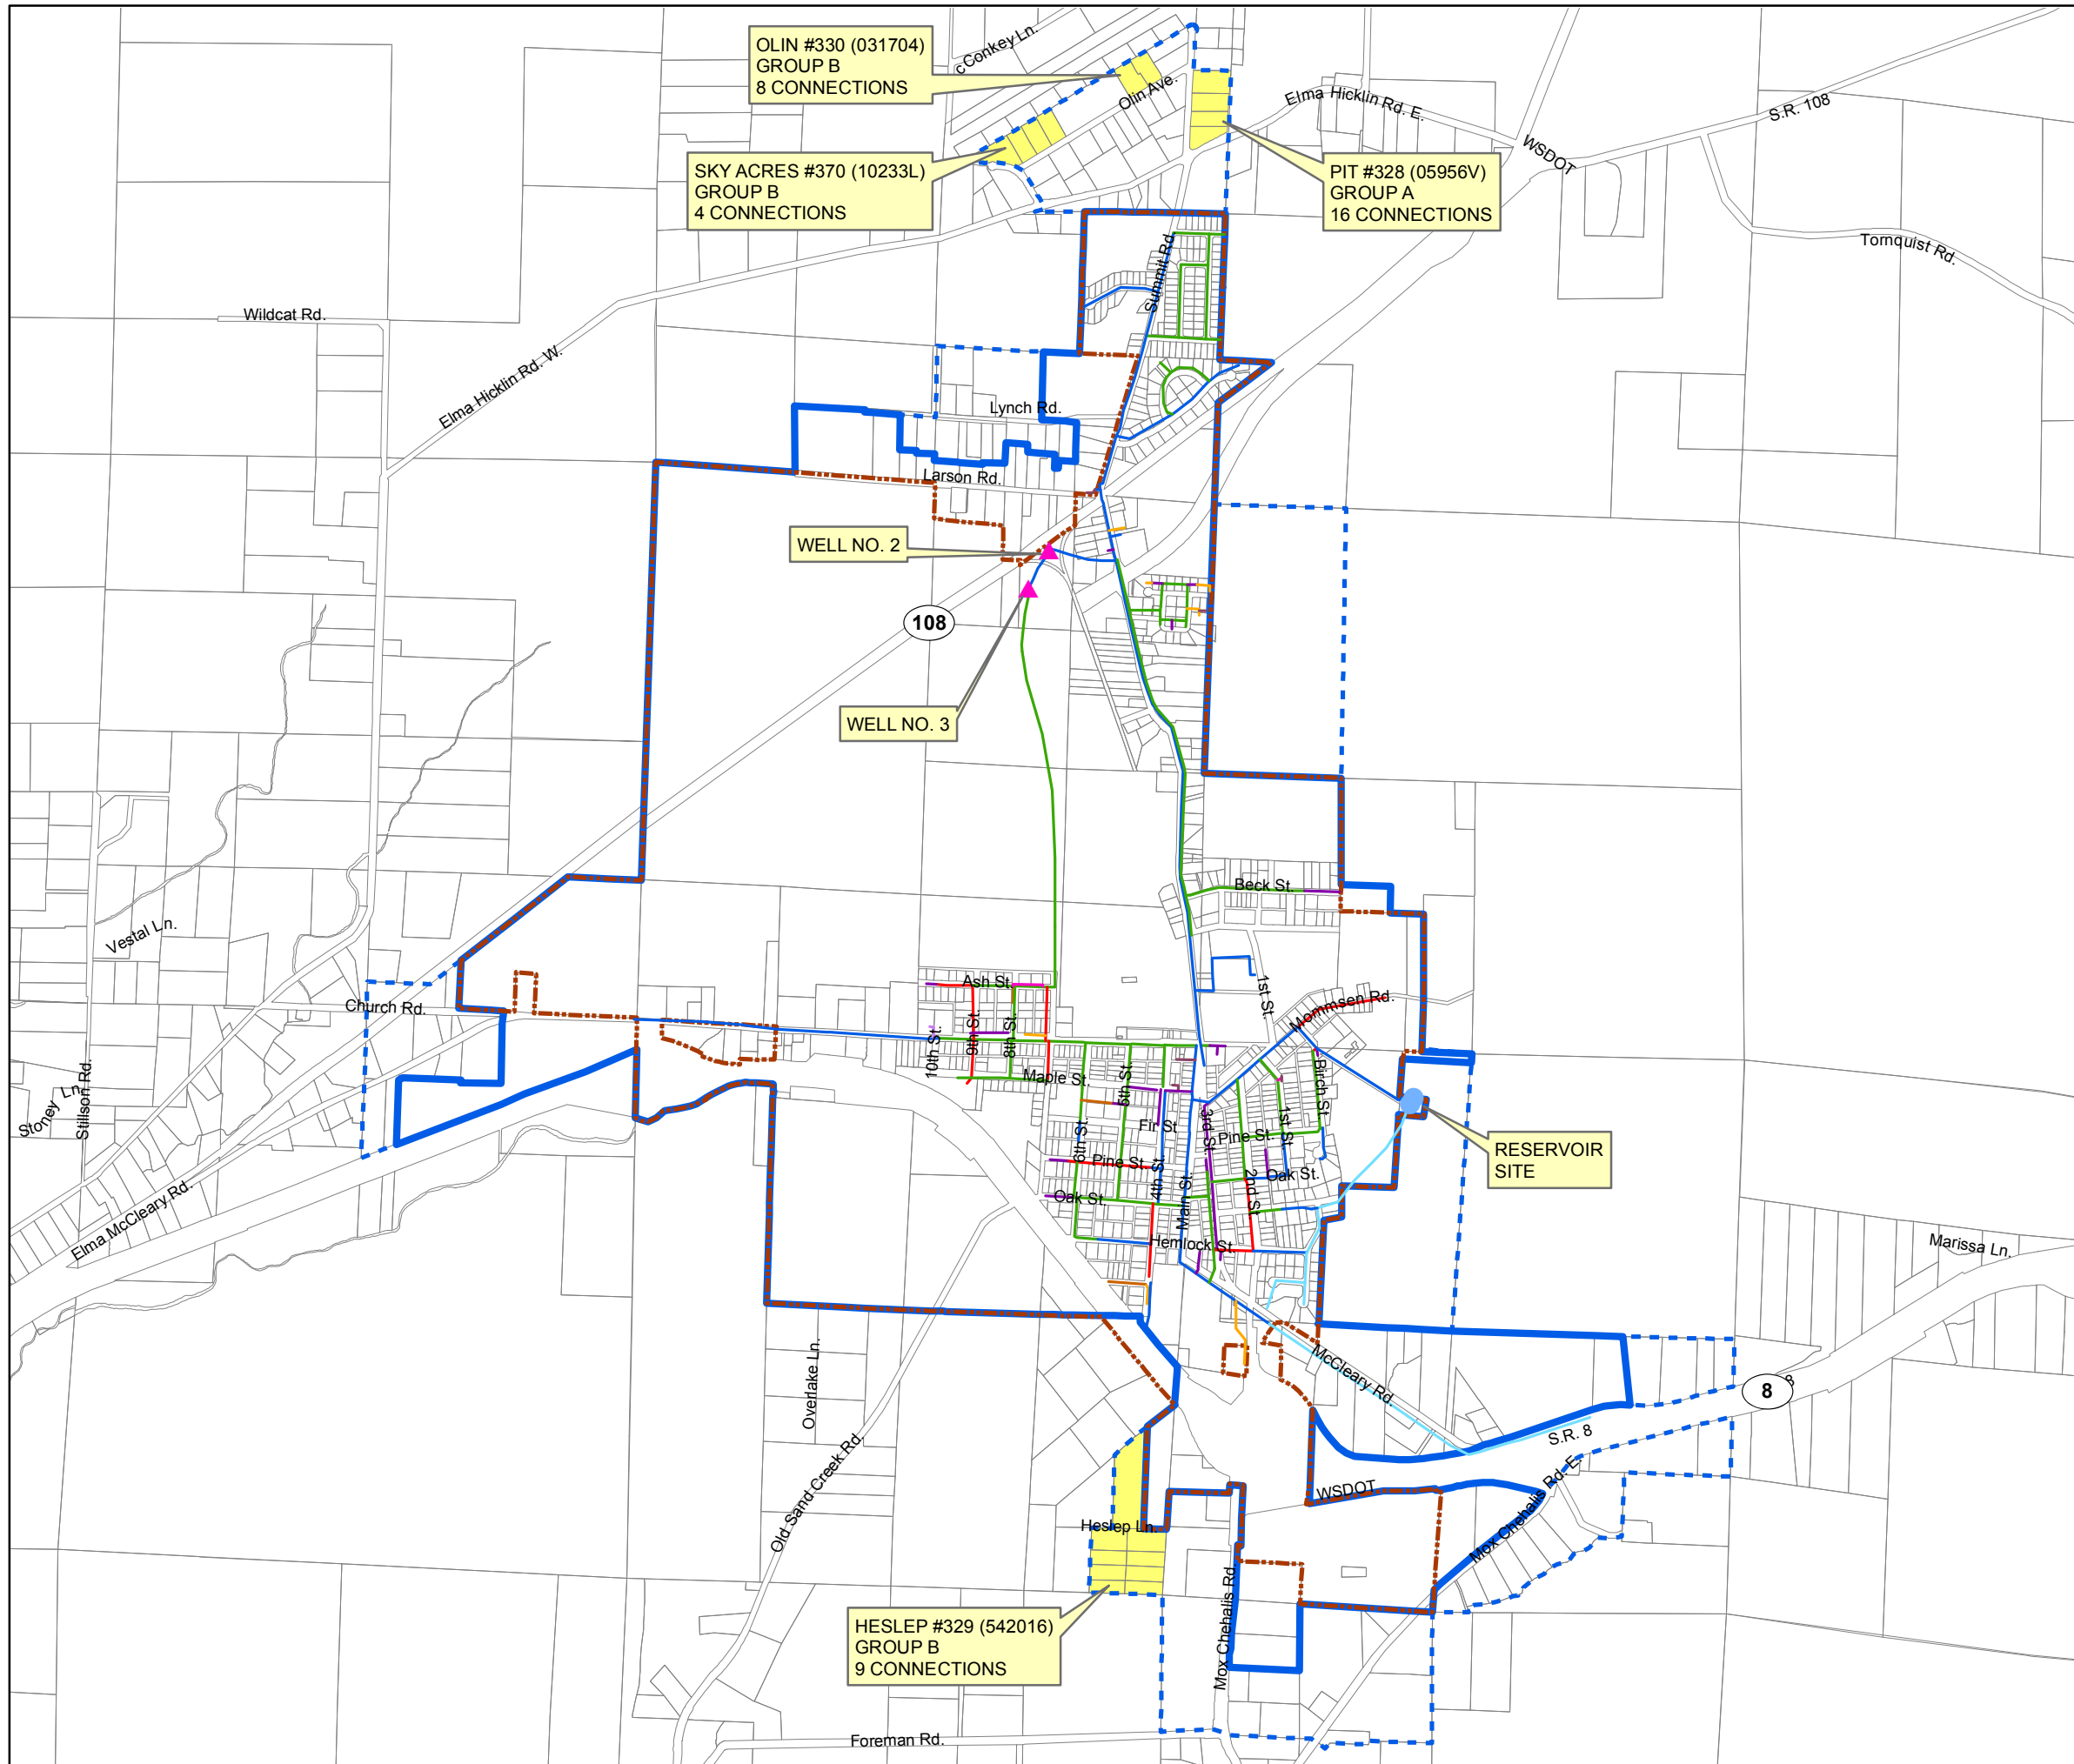 OLIN #330 (031704)
GROUP B
8 CONNECTIONS
c Conkey Ln.
Olin Ave.
Elma Hicklin Rd. E.
S.R. 108
WSDOT
SKY ACRES #370 (10233L)
GROUP B
4 CONNECTIONS
PIT #328 (05956V)
GROUP A
16 CONNECTIONS
Tornquist Rd.
Summit Rd.
Wildcat Rd.
Elma Hicklin Rd. W.
Lynch Rd.
Larson Rd.
WELL NO. 2
108
WELL NO. 3
Beck St.
Vestal Ln.
Ash St.
1st St.
Mommsen Rd.
Church Rd.
10th St.
9th St.
8th St.
Maple St.
5th St.
Birch St.
Stoney Ln.
Stillson Rd.
Fir St.
3rd St.
Pine St.
1st St.
RESERVOIR
SITE
6th St.
Pine St.
4th St.
Oak St.
Oak St.
Main St.
2nd St.
Elma McCleary Rd.
Hemlock St.
Marissa Ln.
McCleary Rd.
Overlake Ln.
8
S.R. 8
Old Sand Creek Rd.
WSDOT
Mox Chehalis Rd. E.
Heslep Ln.
Mox Chehalis Rd.
HESLEP #329 (542016)
GROUP B
9 CONNECTIONS
Foreman Rd.